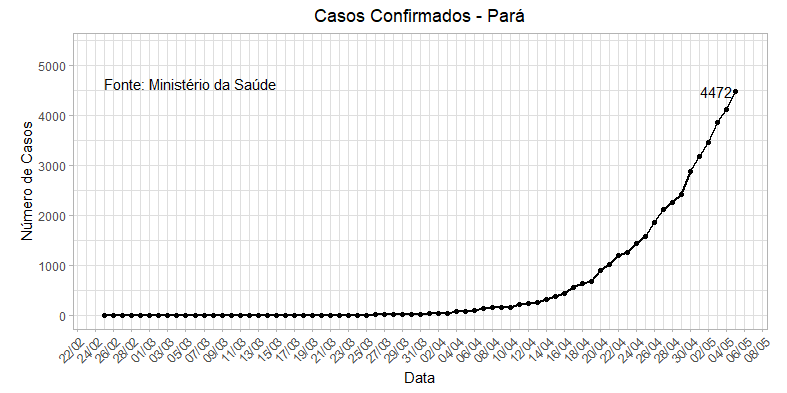 Casos Confirmados - Pará
Número de Casos
5000
4000
3000
2000
1000
0
Fonte: Ministério da Saúde
4472
22/02 24/02 26/02 28/02 01/03 03/03 05/03 07/03 09/03 11/03 13/03 15/03 17/03 19/03 21/03 23/03 25/03 27/03 29/03 31/03 02/04 04/04 06/04 08/04 10/04 12/04 14/04 16/04 18/04 20/04 22/04 24/04 26/04 28/04 30/04 02/05 04/05 06/05 08/05
Data